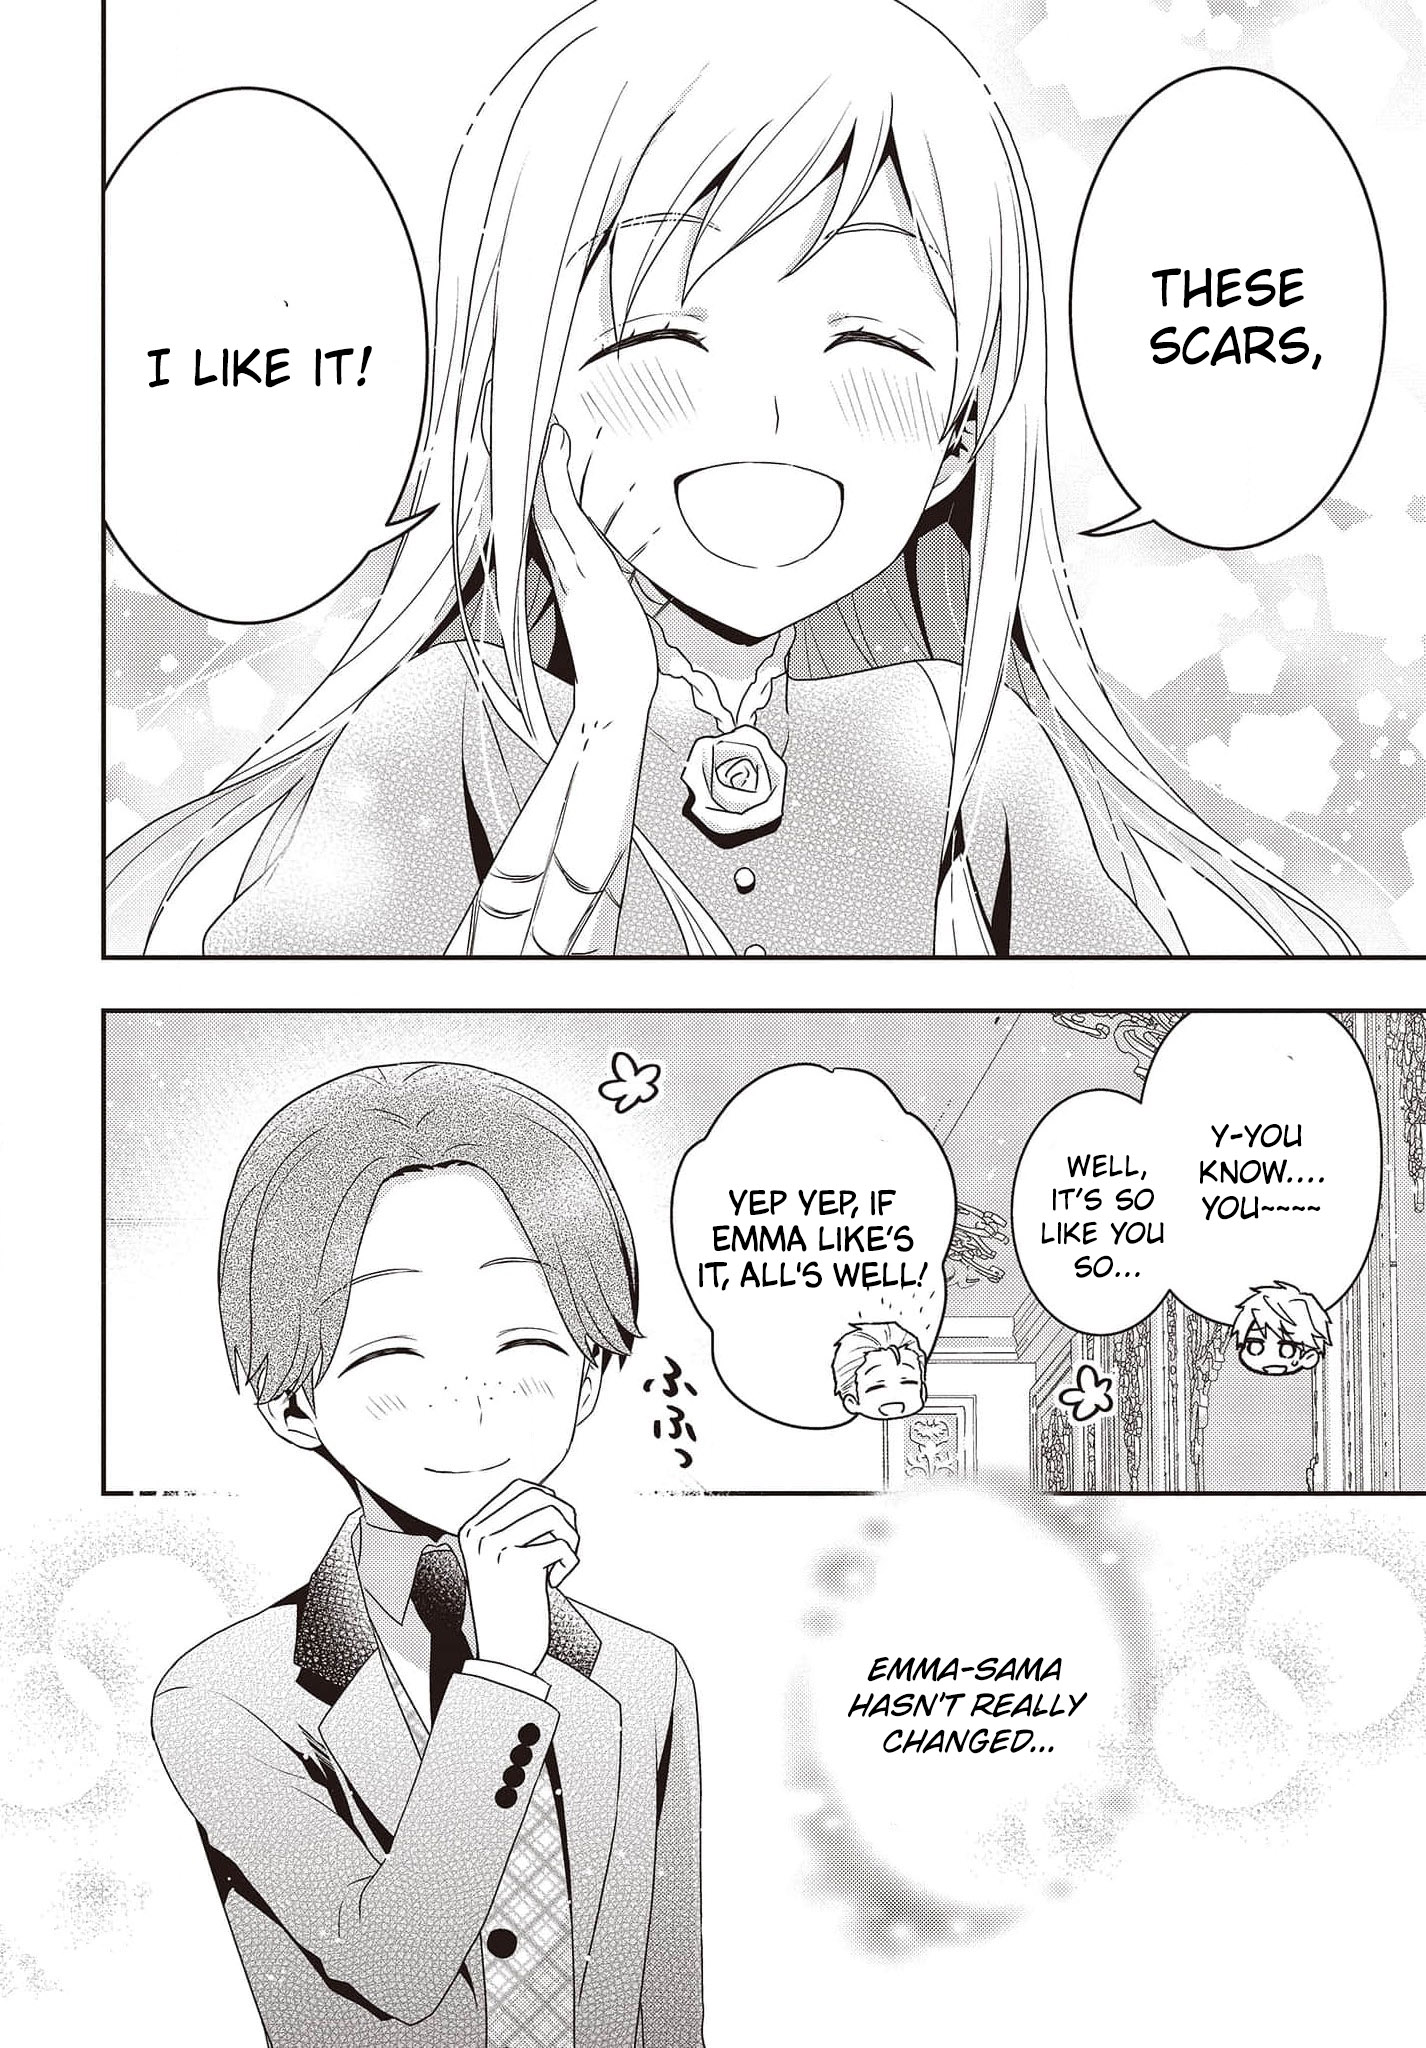 THESE
SCARS,
I LIKE IT!
Y-YOU
KNOW....
YOU~~~~
WELL,
IT'S SO
LIKE YOU
SO...
YEP YEP, IF
EMMA LIKE'S
IT, ALL'S WELL!
ふふふっ
EMMA-SAMA
HASN'T REALLY
CHANGED...